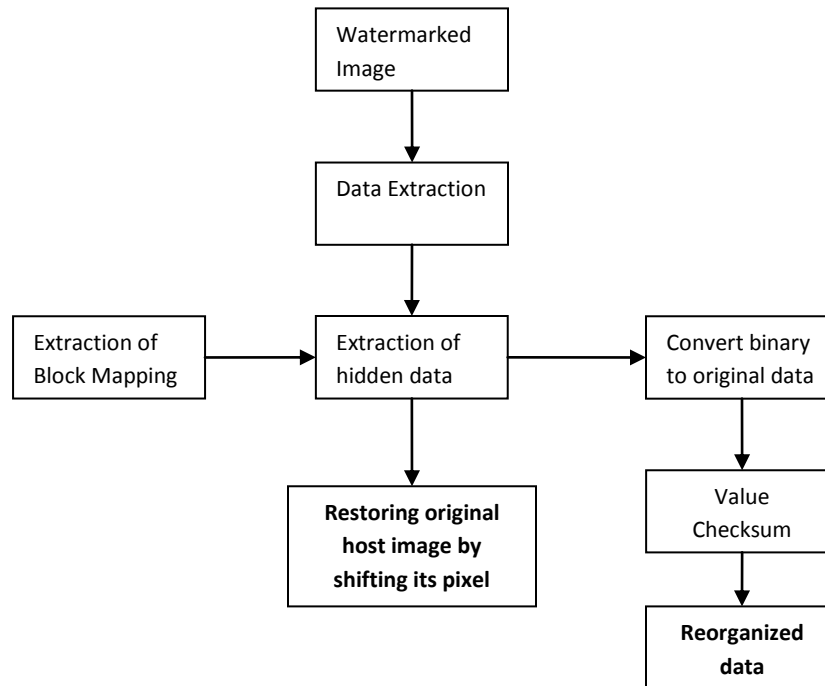 Watermarked
Image
Data Extraction
Extraction of
Block Mapping
Extraction of
hidden data
Convert binary
to original data
Restoring original
host image by
shifting its pixel
Value
Checksum
Reorganized
data